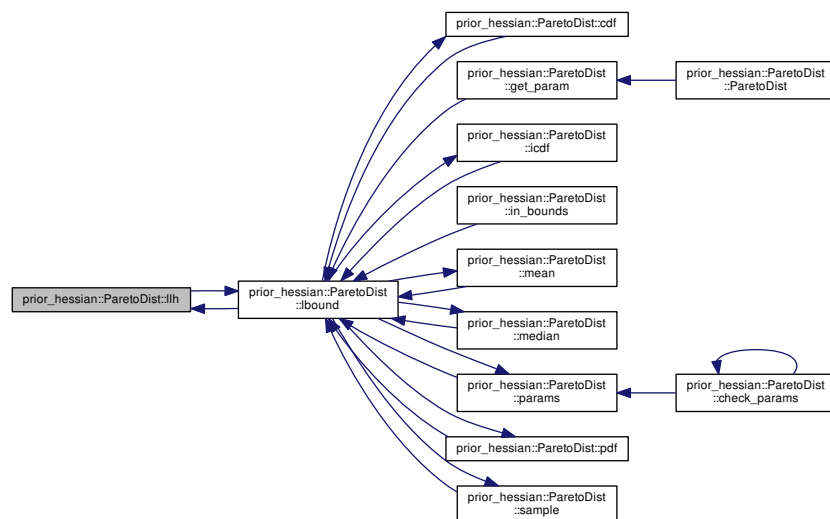 prior_hessian::ParetoDist::llh
prior_hessian::ParetoDist
::lbound
prior_hessian::ParetoDist::cdf
prior_hessian::ParetoDist
::get_param
prior_hessian::ParetoDist
::ParetoDist
prior_hessian::ParetoDist
::icdf
prior_hessian::ParetoDist
::in_bounds
prior_hessian::ParetoDist
::mean
prior_hessian::ParetoDist
::median
prior_hessian::ParetoDist
::params
prior_hessian::ParetoDist
::check_params
prior_hessian::ParetoDist::pdf
prior_hessian::ParetoDist
::sample